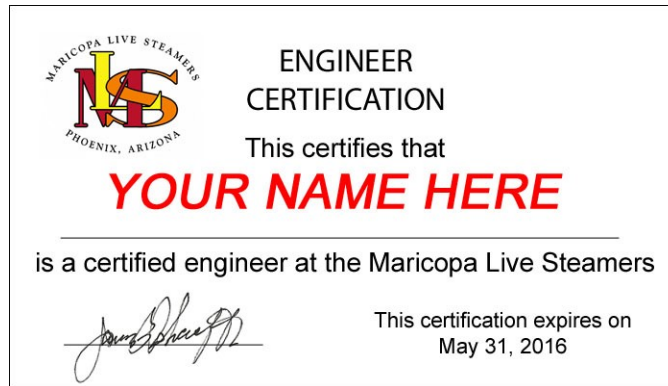 MARICOPA LIVE STEAMERS
MLS
PHOENIX, ARIZONA
ENGINEER
CERTIFICATION
This certifies that
YOUR NAME HERE
is a certified engineer at the Maricopa Live Steamers
This certification expires on
May 31, 2016